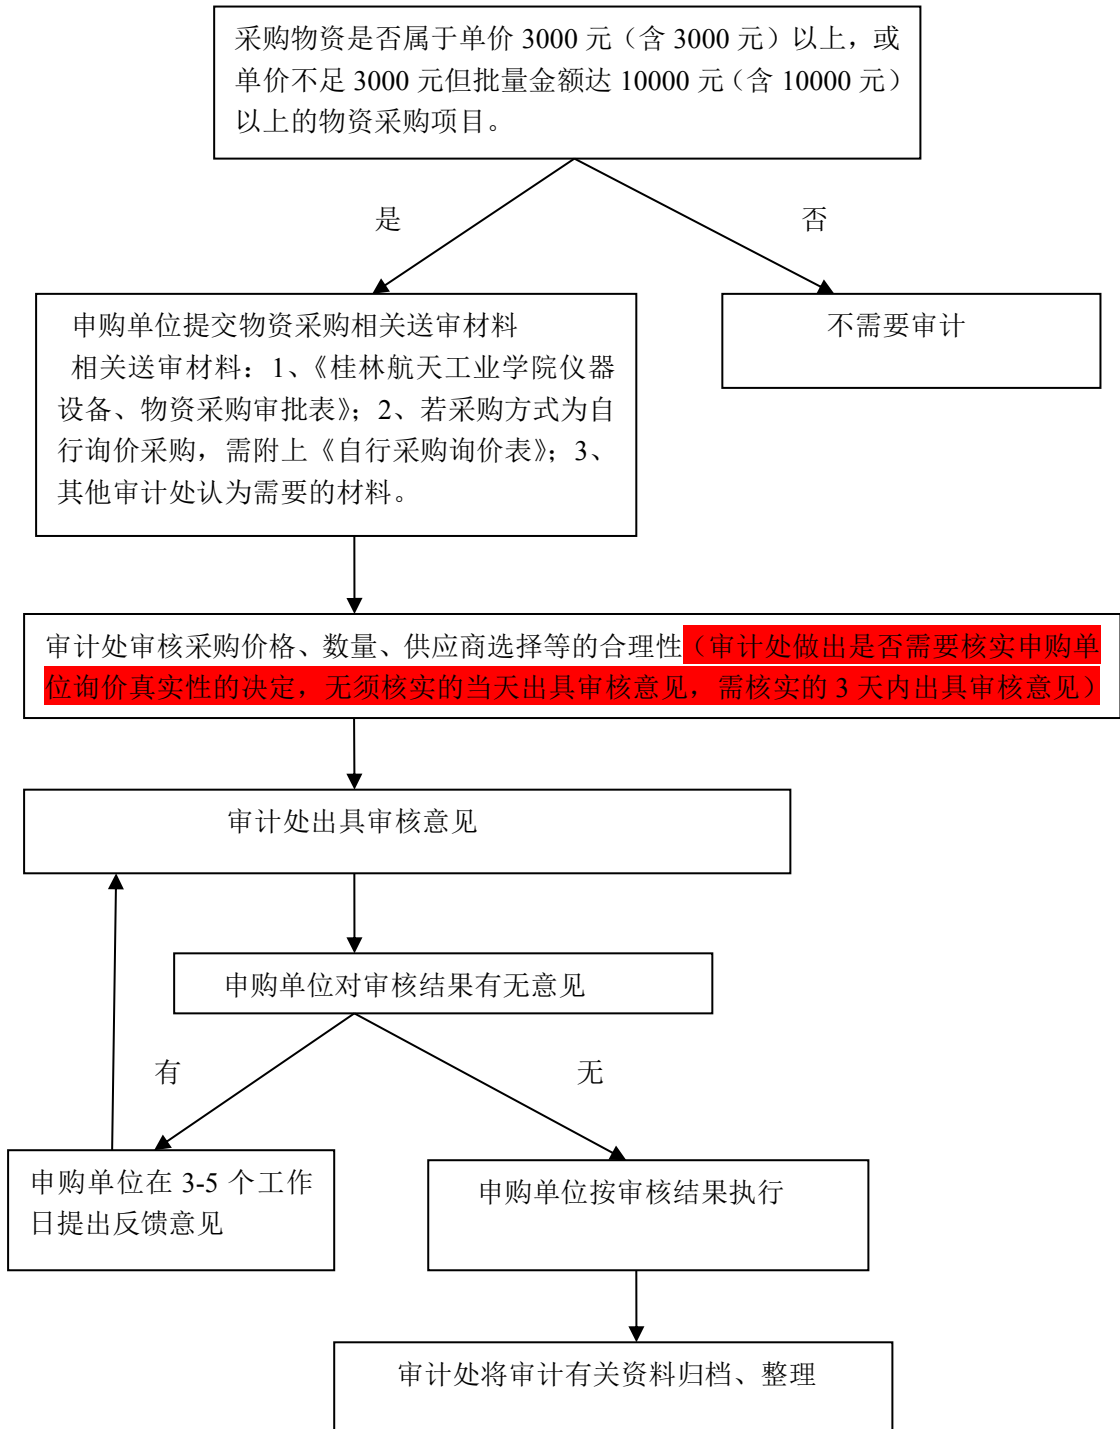 采购物资是否属于单价 3000 元（含 3000 元）以上，或
单价不足 3000 元但批量金额达 10000 元（含 10000 元）
以上的物资采购项目。
是
否
申购单位提交物资采购相关送审材料
相关送审材料：1、《桂林航天工业学院仪器
设备、物资采购审批表》；2、若采购方式为自
行询价采购，需附上《自行采购询价表》；3、
其他审计处认为需要的材料。
不需要审计
审计处审核采购价格、数量、供应商选择等的合理性（审计处做出是否需要核实申购单
位询价真实性的决定，无须核实的当天出具审核意见，需核实的 3 天内出具审核意见）
审计处出具审核意见
申购单位对审核结果有无意见
有
无
申购单位在 3-5 个工作
日提出反馈意见
申购单位按审核结果执行
审计处将审计有关资料归档、整理